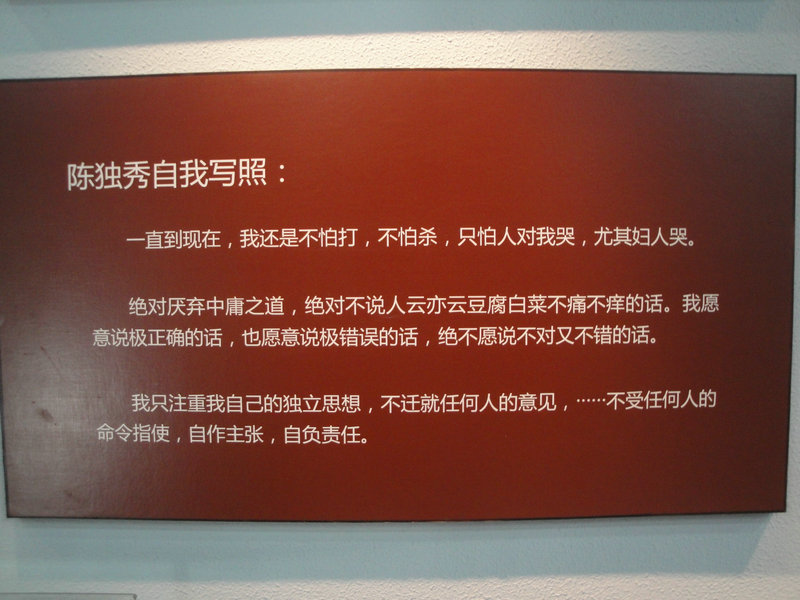 陈独秀自我写照：
一直到现在，我还是不怕打，不怕杀，只怕人对我哭，尤其妇人哭。
绝对厌弃中庸之道，绝对不说人云亦云豆腐白菜不痛不痒的话。我愿
意说极正确的话，也愿意说极错误的话，绝不愿说不对又不错的话。
我只注重我自己的独立思想，不迁就任何人的意见，……不受任何人的
命令指使，自作主张，自负责任。